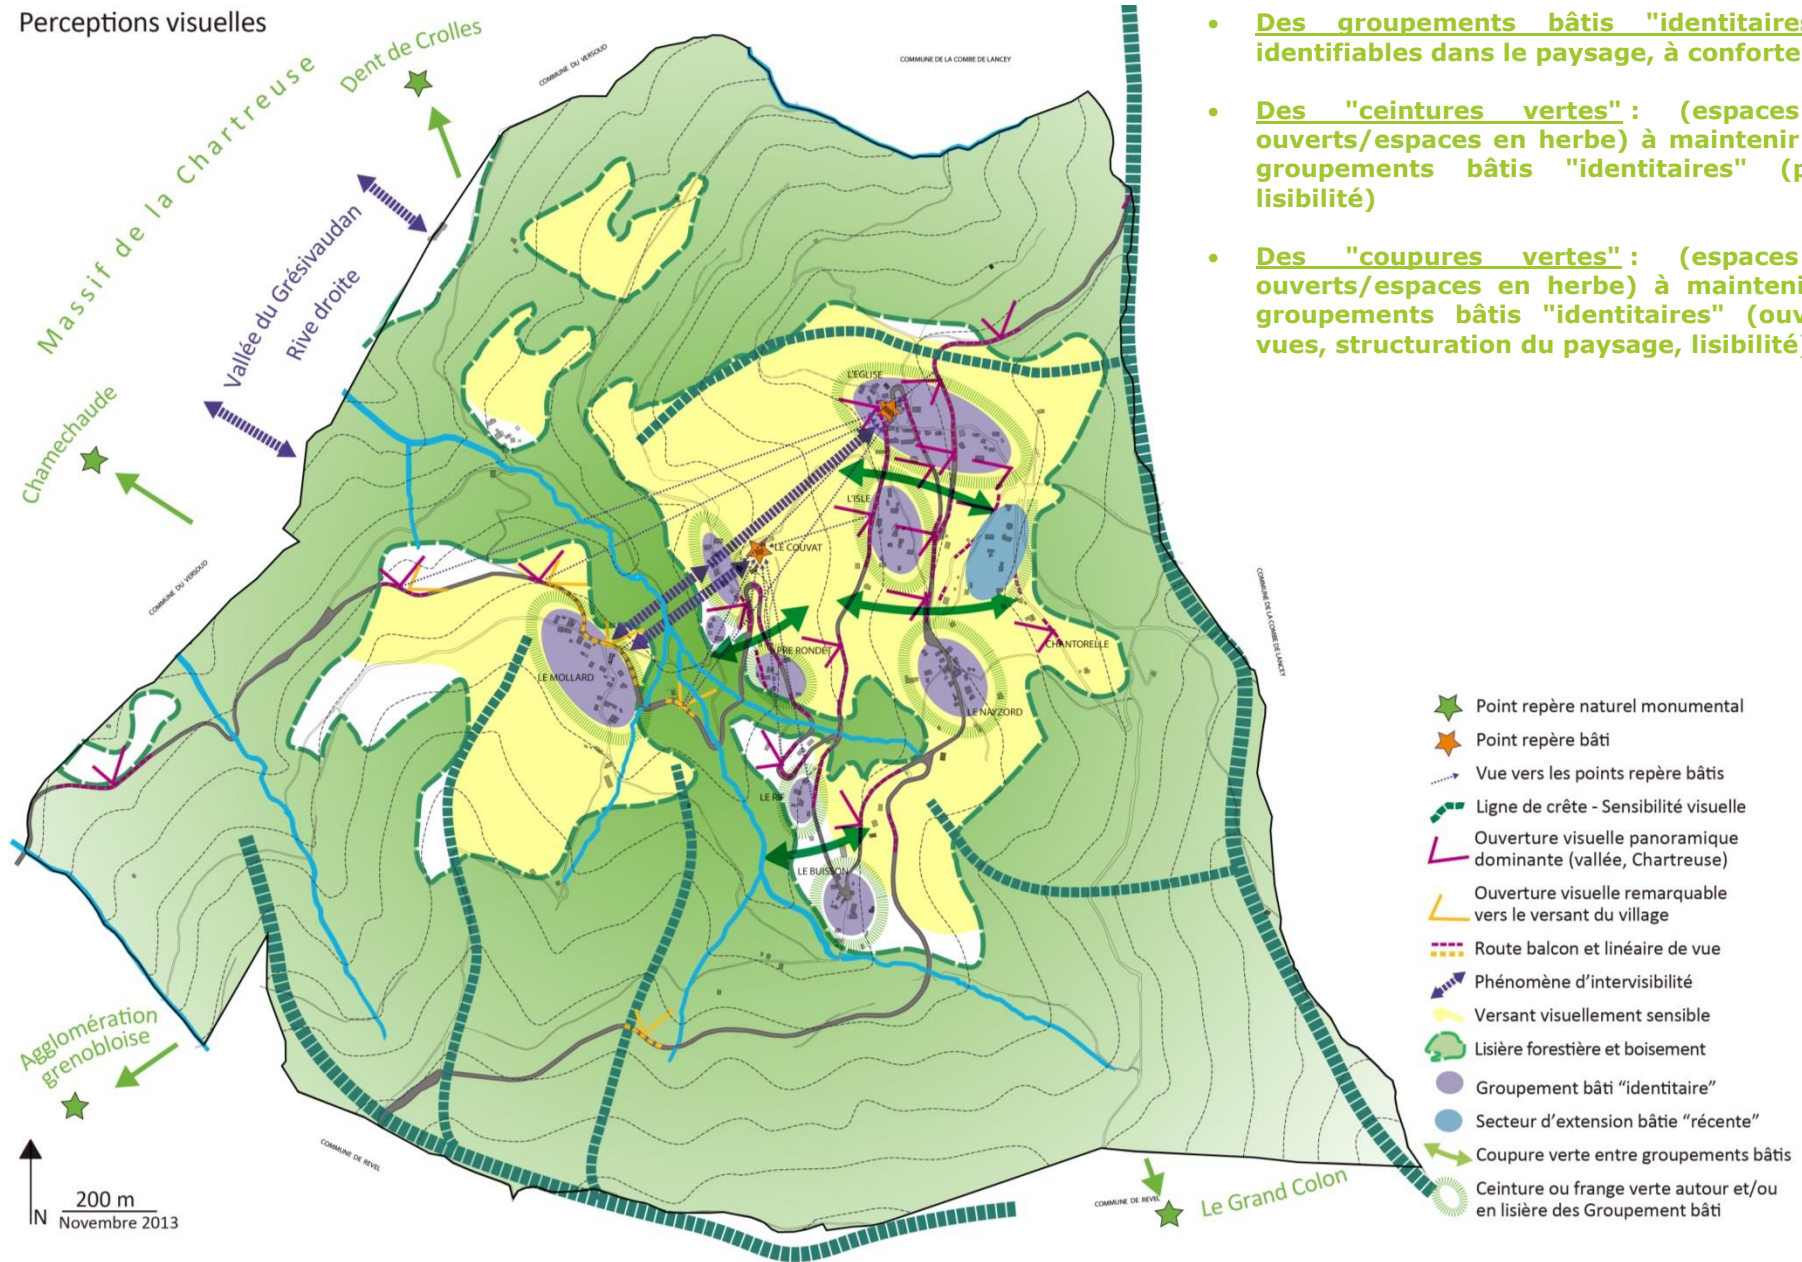 Perceptions visuelles
Dent de Crolles
Massif de la Chartreuse
Vallée du Grésivaudan
Rive droite
Chamechaude
COMMUNE DU VERSOUD
COMMUNE DE LA COMBE DE LANCEY
• Des groupements bâtis "identitaires
identifiables dans le paysage, à conforte
• Des "ceintures vertes" : (espaces
ouverts/espaces en herbe) à maintenir
groupements bâtis "identitaires" (p
lisibilité)
• Des "coupures vertes" : (espaces
ouverts/espaces en herbe) à mainteni
groupements bâtis "identitaires" (ouv
vues, structuration du paysage, lisibilité)
L'EGLISE
L'ISLE
LE COUVAT
COMMUNE DU VERSOUD
COMMUNE DE LA COMBE DE LANCEY
PRE RONDET
CHANTORELLE
LE MOLLARD
LE NAYZORD
LE RIF
LE BUISSON
Agglomération
grenobloise
COMMUNE DE REVEL
COMMUNE DE REVEL
Le Grand Colon
N
200 m
Novembre 2013
Point repère naturel monumental
Point repère bâti
Vue vers les points repère bâtis
Ligne de crête - Sensibilité visuelle
Ouverture visuelle panoramique
dominante (vallée, Chartreuse)
Ouverture visuelle remarquable
vers le versant du village
Route balcon et linéaire de vue
Phénomène d'intervisibilité
Versant visuellement sensible
Lisière forestière et boisement
Groupement bâti “identitaire”
Secteur d'extension bâtie “récente”
Coupure verte entre groupements bâtis
Ceinture ou frange verte autour et/ou
en lisière des Groupement bâti